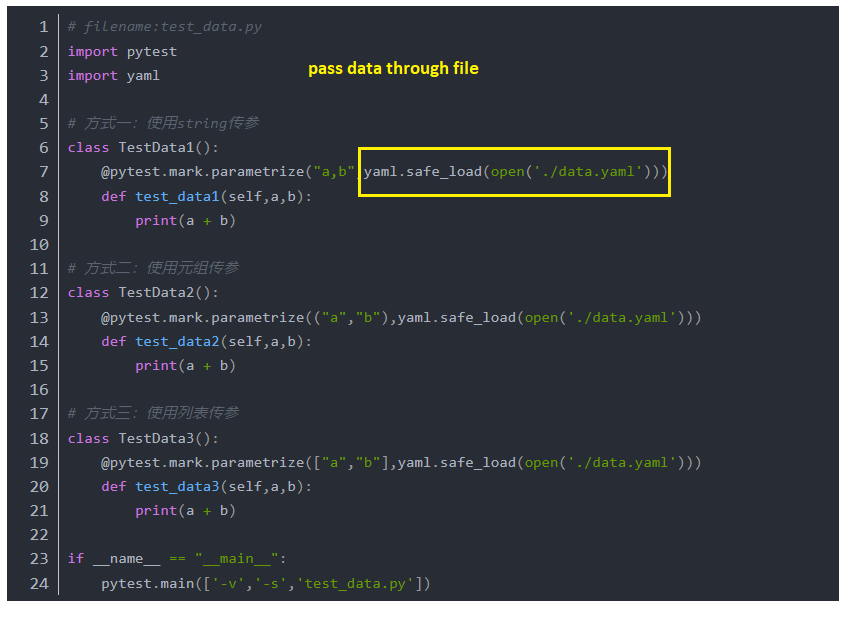 1 # filename:test_data.py
2 import pytest
pass data through file
3 import yaml
4
5 # 方式一: 使用string传参
6 class TestData1():
7 @pytest.mark.parametrize("a,b",yaml.safe_load(open('./data.yaml')))
8 def test_data1(self,a,b):
9 print(a + b)
10
11 # 方式二: 使用元组传参
12 class TestData2():
13 @pytest.mark.parametrize(("a","b"),yaml.safe_load(open('./data.yaml')))
14 def test_data2(self,a,b):
15 print(a + b)
16
17 # 方式三: 使用列表传参
18 class TestData3():
19 @pytest.mark.parametrize(["a","b"],yaml.safe_load(open('./data.yaml')))
20 def test_data3(self,a,b):
21 print(a + b)
22
23 if __name__ == "__main__":
24 pytest.main(['-v','-s','test_data.py'])